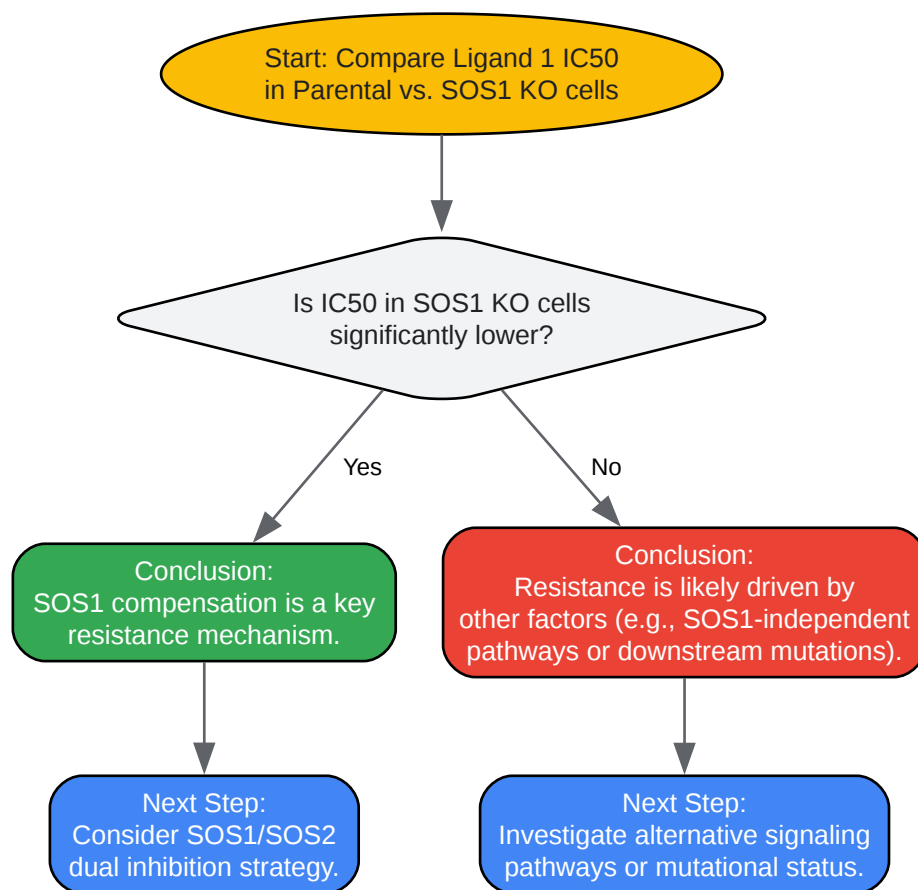 Start: Compare Ligand 1 IC50
in Parental vs. SOS1 KO cells
Is IC50 in SOS1 KO cells
significantly lower?
Yes
No
Conclusion:
SOS1 compensation is a key
resistance mechanism.
Conclusion:
Resistance is likely driven by
other factors (e.g., SOS1-independent
pathways or downstream mutations).
Next Step:
Consider SOS1/SOS2
dual inhibition strategy.
Next Step:
Investigate alternative signaling
pathways or mutational status.